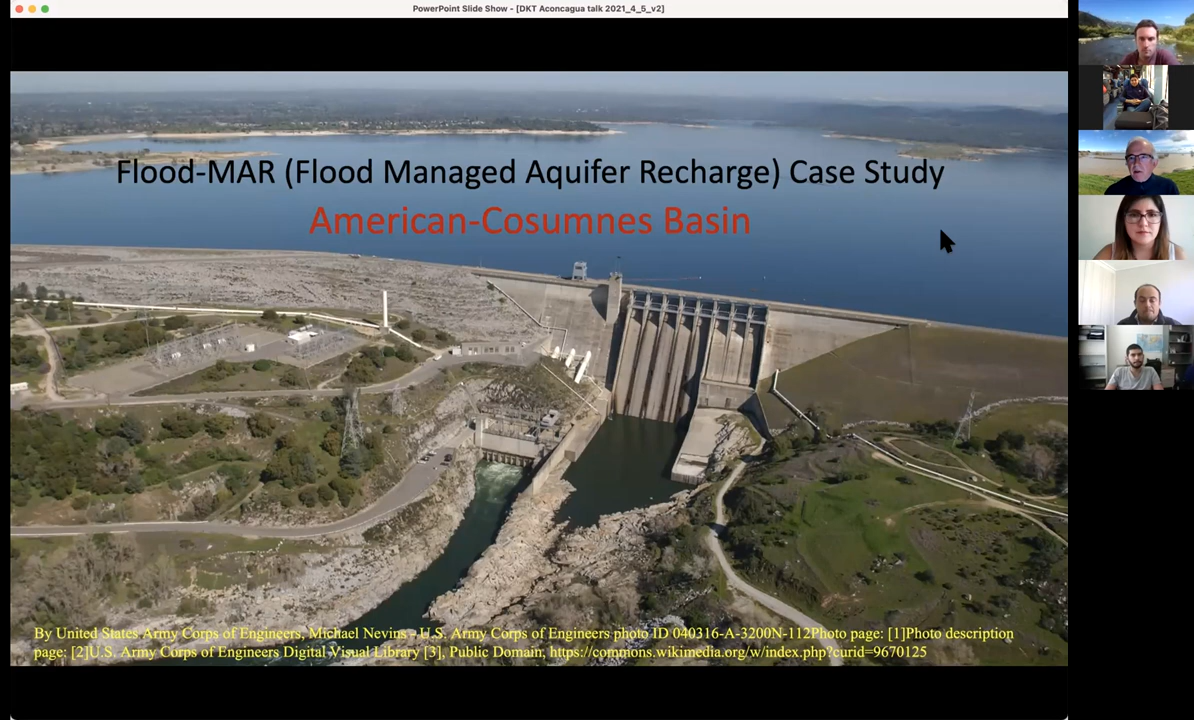 PowerPoint Slide Show - [DKT Aconcagua talk 2021_4_5_v2]
Flood-MAR (Flood Managed Aquifer Recharge) Case Study
American-Cosumnes Basin
By United States Army Corps of Engineers, Michael Nevins - U.S. Army Corps of Engineers photo ID 040316-A-3200N-112Photo page: [1]Photo description
page: [2]U.S. Army Corps of Engineers Digital Visual Library [3], Public Domain, https://commons.wikimedia.org/w/index.php?curid=9670125